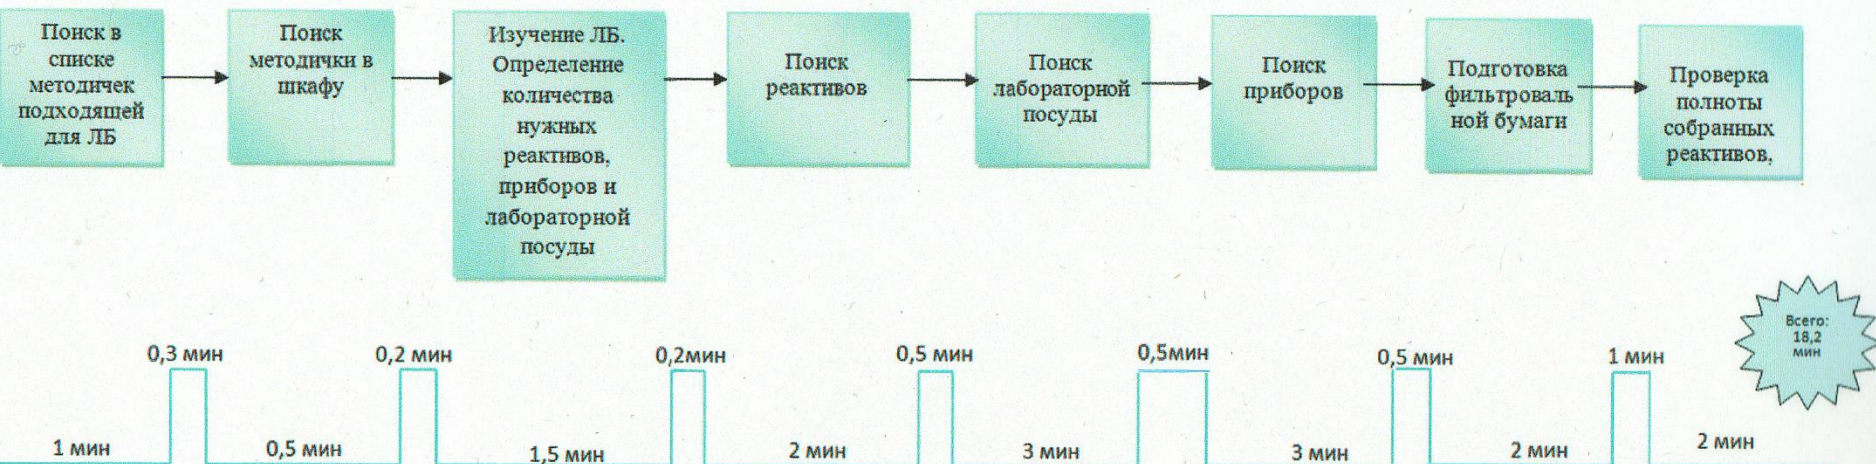 Поиск в
списке
методичек
подходящей
для ЛБ
Поиск
методички в
шкафу
Изучение ЛБ.
Определение
количества
нужных
реактивов,
приборов и
лабораторной
посуды
Поиск
реактивов
Поиск
лабораторной
посуды
Поиск
приборов
Подготовка
фильтроваль
ной бумаги
Проверка
полноты
собранных
реактивов,
Всего:
18,2
мин
0,3 мин
0,2 мин
0,2мин
0,5 мин
0,5мин
0,5 мин
1 мин
1 мин
0,5 мин
1,5 мин
2 мин
3 мин
3 мин
2 мин
2 мин